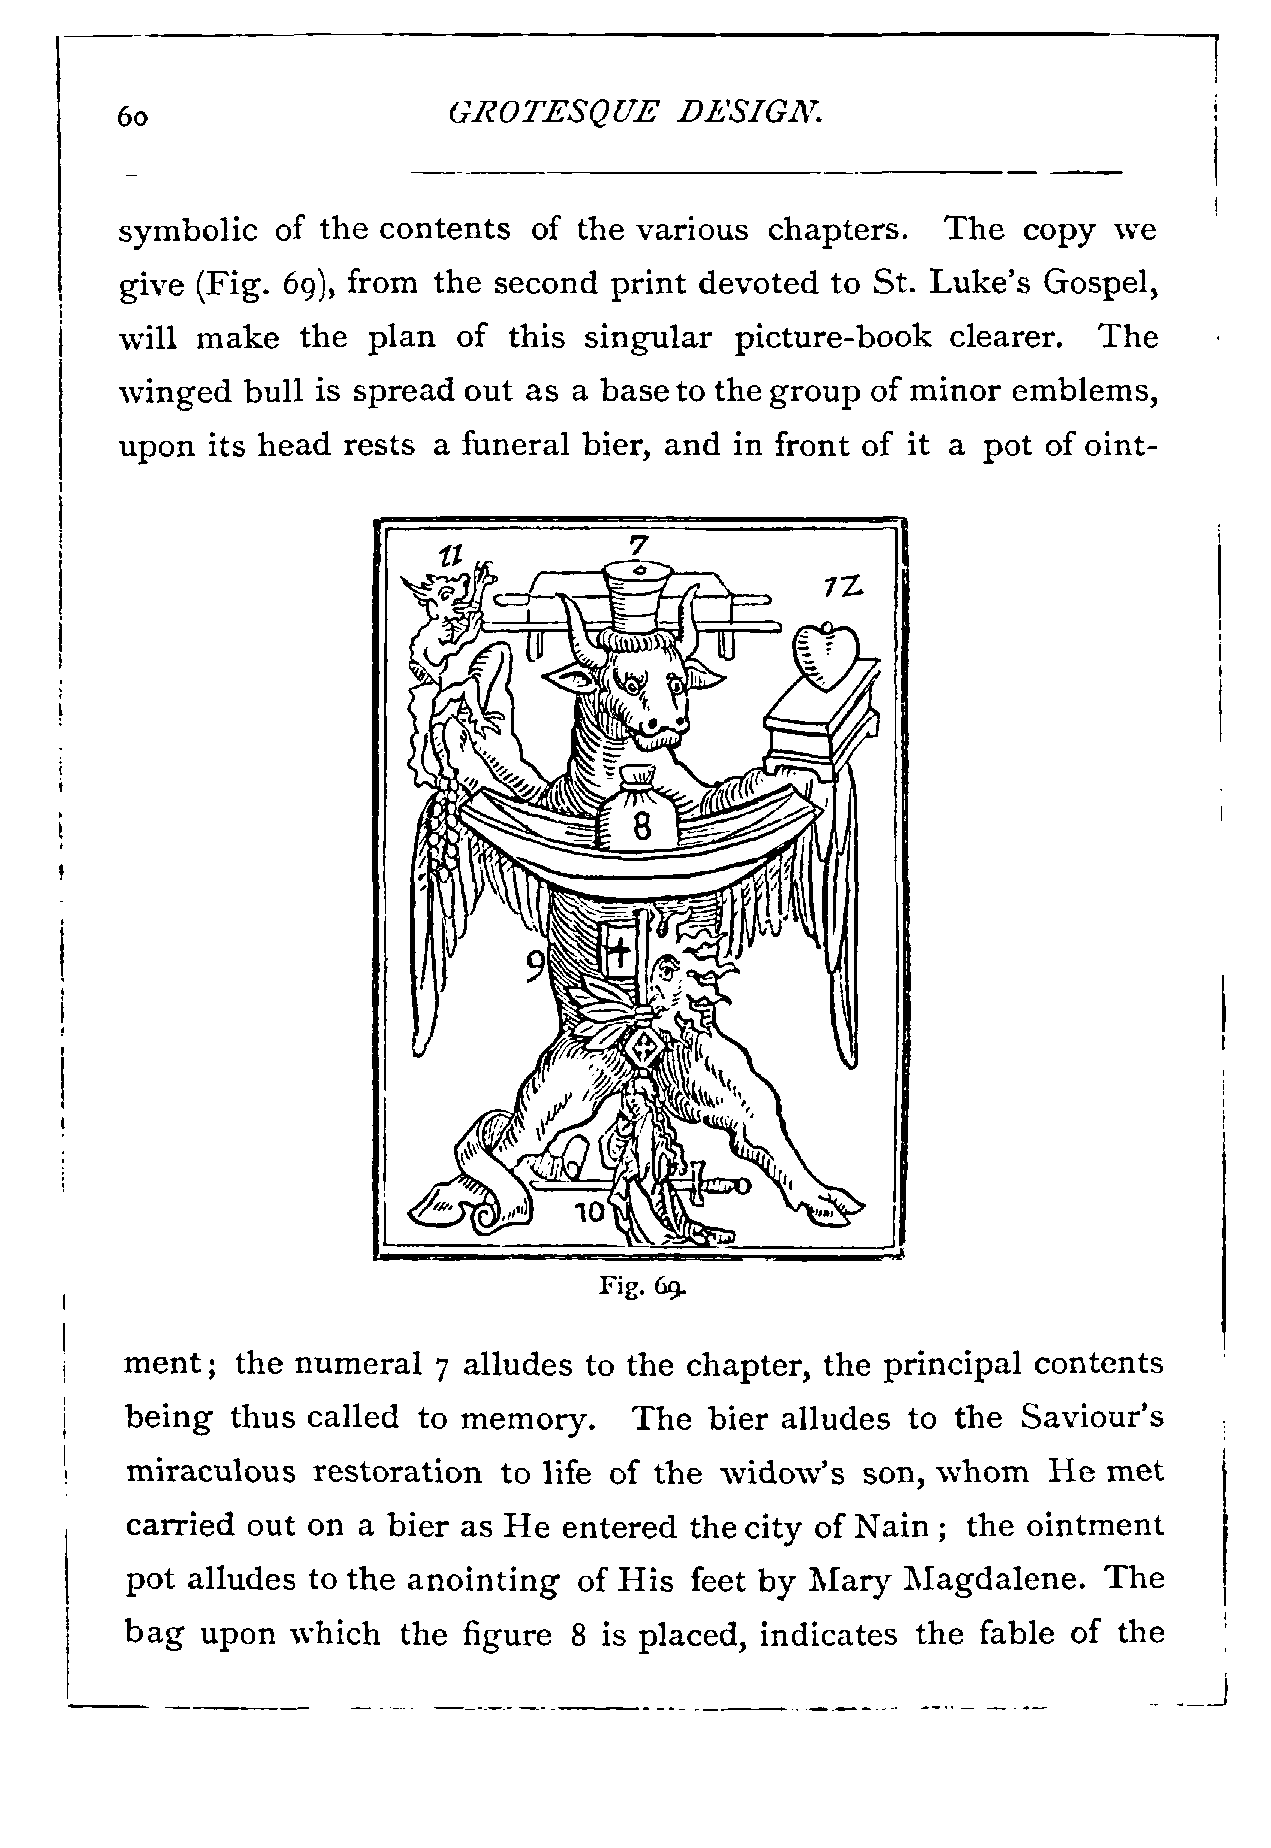 60 GROTESQUE DESIGN.
symbolic of the contents of the various chapters. The copy we
give (Fig. 69), from the second print devoted to St. Luke's Gospel,
will make the plan of this singular picture-book clearer. The
winged bull is spread out as a base to the group of minor emblems,
upon its head rests a funeral bier, and in front of it a pot of oint-
11
7
12
8
9
10
Fig. 69.
ment; the numeral 7 alludes to the chapter, the principal contents
being thus called to memory. The bier alludes to the Saviour's
miraculous restoration to life of the widow's son, whom He met
carried out on a bier as He entered the city of Nain; the ointment
pot alludes to the anointing of His feet by Mary Magdalene. The
bag upon which the figure 8 is placed, indicates the fable of the